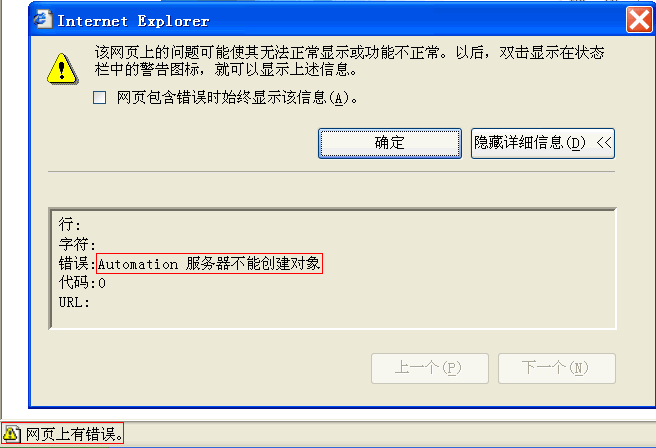 Internet Explorer
该网页上的问题可能使其无法正常显示或功能不正常。以后，双击显示在状态
栏中的警告图标，就可以显示上述信息。
网页包含错误时始终显示该信息(A)。
确定
隐藏详细信息(D) <<
行:
字符:
错误:Automation 服务器不能创建对象
代码:0
URL:
上一个(P)
下一个(N)
网页上有错误。